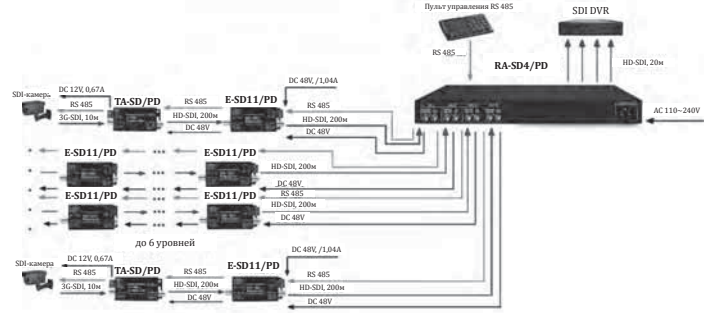 Пульт управления RS 485
SDI DVR
RS 485
RA-SD4/PD
HD-SDI, 20м
AC 110~240V
DC 12V, 0,67A
SDI-камера
RS 485
3G-SDI, 10м
TA-SD/PD
RS 485
HD-SDI, 200м
DC 48V
E-SD11/PD
DC 48V, /1,04A
RS 485
HD-SDI, 200м
DC 48V
E-SD11/PD
E-SD11/PD
HD-SDI, 200м
DC 48V
E-SD11/PD
E-SD11/PD
RS 485
HD-SDI, 200м
DC 48V
до 6 уровней
DC 12V, 0,67A
SDI-камера
RS 485
3G-SDI, 10м
TA-SD/PD
RS 485
HD-SDI, 200м
DC 48V
E-SD11/PD
DC 48V, /1,04A
RS 485
HD-SDI, 200м
DC 48V